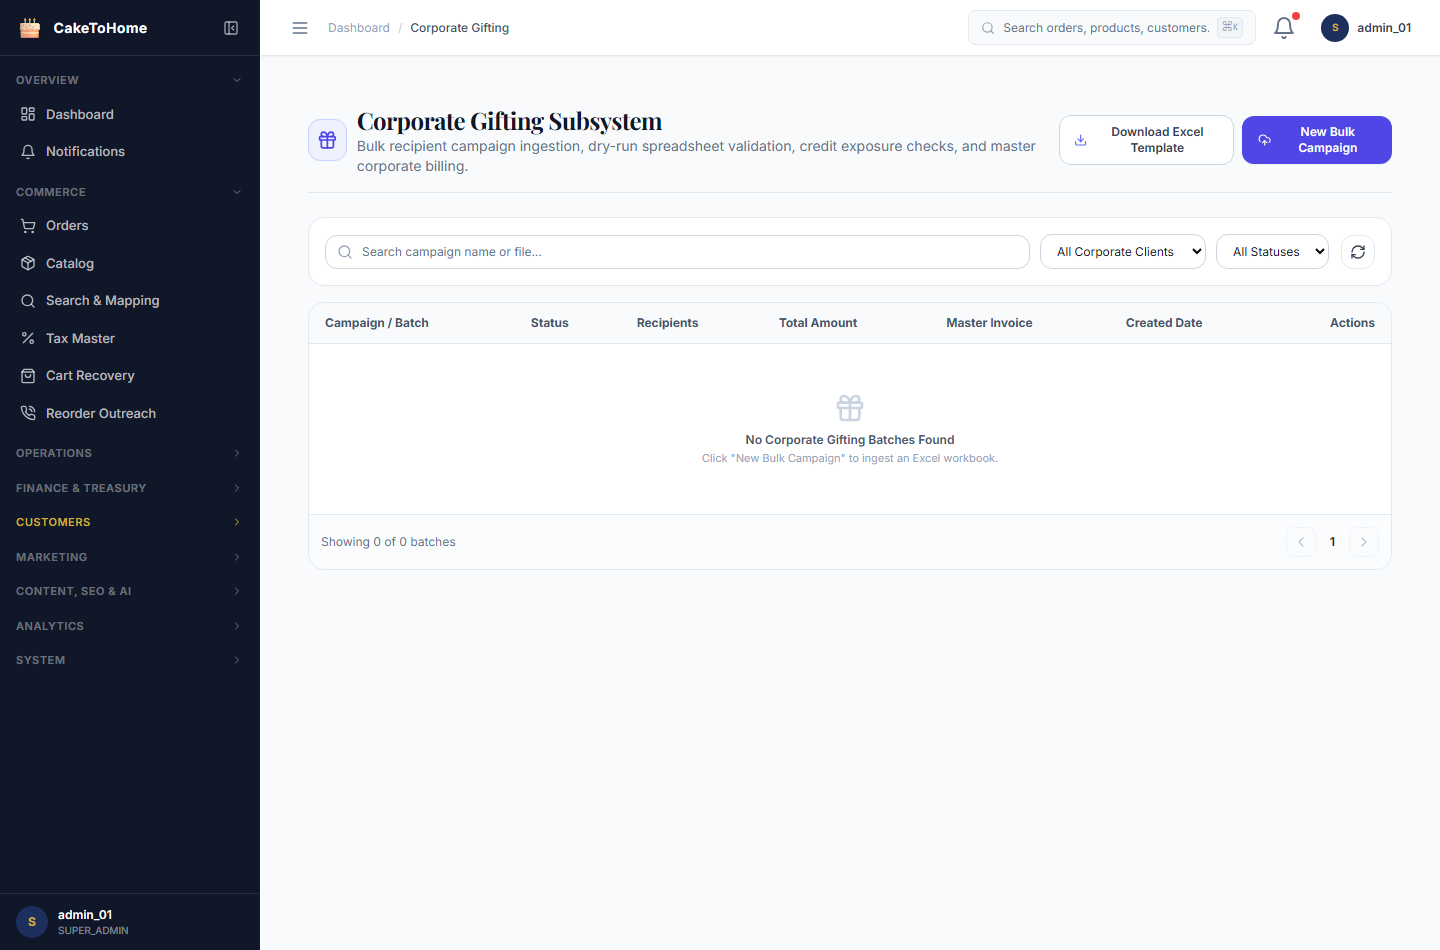 CakeToHome
OVERVIEW
Dashboard
Notifications
COMMERCE
Orders
Catalog
Search & Mapping
Tax Master
Cart Recovery
Reorder Outreach
OPERATIONS
FINANCE & TREASURY
CUSTOMERS
MARKETING
CONTENT, SEO & AI
ANALYTICS
SYSTEM
S
admin_01
SUPER_ADMIN
Dashboard / Corporate Gifting
Search orders, products, customers. ⌘K
S admin_01
Corporate Gifting Subsystem
Bulk recipient campaign ingestion, dry-run spreadsheet validation, credit exposure checks, and master
corporate billing.
Download Excel
Template
New Bulk
Campaign
Search campaign name or file...
All Corporate Clients
All Statuses
Campaign / Batch Status Recipients Total Amount Master Invoice Created Date Actions
No Corporate Gifting Batches Found
Click "New Bulk Campaign" to ingest an Excel workbook.
Showing 0 of 0 batches
1